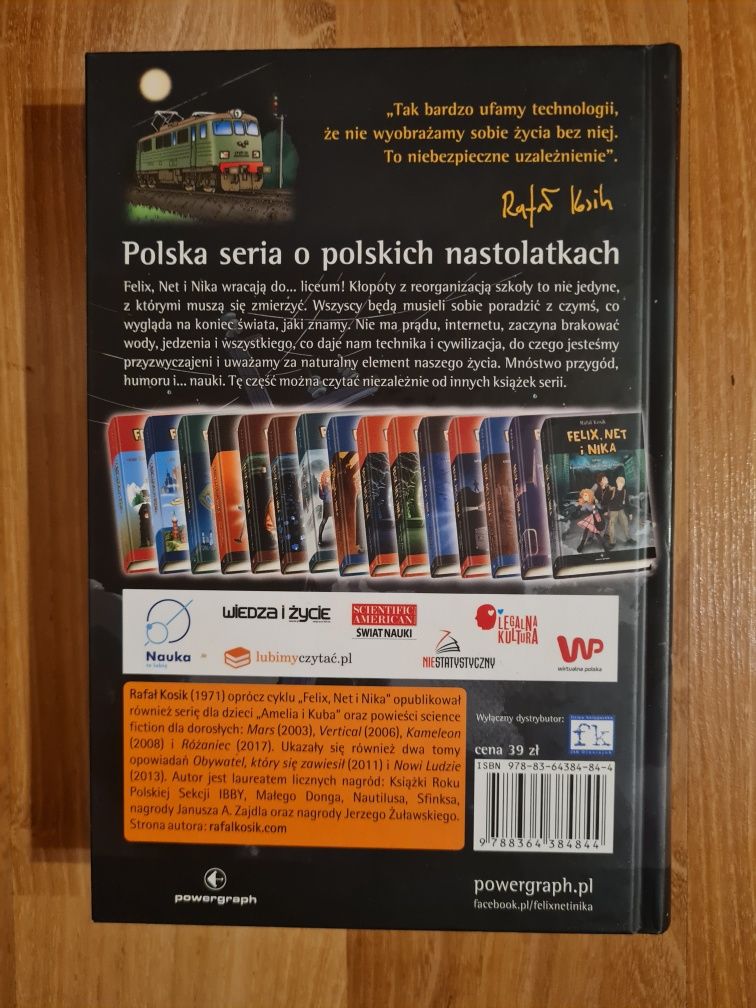 „Tak bardzo ufamy technologii,
że nie wyobrażamy sobie życia bez niej.
To niebezpieczne uzależnienie”.
Rafał Kosik
Polska seria o polskich nastolatkach
Felix, Net i Nika wracają do... liceum! Kłopoty z reorganizacją szkoły to nie jedyne,
z którymi muszą się zmierzyć. Wszyscy będą musieli sobie poradzić z czymś, co
wygląda na koniec świata, jaki znamy. Nie ma prądu, internetu, zaczyna brakować
wody, jedzenia i wszystkiego, co daje nam technika i cywilizacja, do czego jesteśmy
przyzwyczajeni i uważamy za naturalny element naszego życia. Mnóstwo przygód,
humoru i... nauki. Tę część można czytać niezależnie od innych książek serii.
Rafał Kosik
FELIX, NET
i NIKA
Nauka
to lubię
WIEDZA I ŻYCIE
SCIENTIFIC
AMERICAN
ŚWIAT NAUKI
LEGALNA
KULTURA
lubimyczytać.pl
NIESTATYSTYCZNY
WP
wirtualna polska
Rafał Kosik (1971) oprócz cyklu „Felix, Net i Nika” opublikował
również serię dla dzieci „Amelia i Kuba” oraz powieści science
fiction dla dorosłych: Mars (2003), Vertical (2006), Kameleon
(2008) i Różaniec (2017). Ukazały się również dwa tomy
opowiadań Obywatel, który się zawiesił (2011) i Nowi Ludzie
(2013). Autor jest laureatem licznych nagród: Książki Roku
Polskiej Sekcji IBBY, Małego Donga, Nautilusa, Sfinksa,
nagrody Janusza A. Zajdla oraz nagrody Jerzego Żuławskiego.
Strona autora: rafalkosik.com
Wyłączny dystrybutor:
fk
cena 39 zł
ISBN 978-83-64384-84-4
9 788364 384844
powergraph
powergraph.pl
facebook.pl/felixnetinika